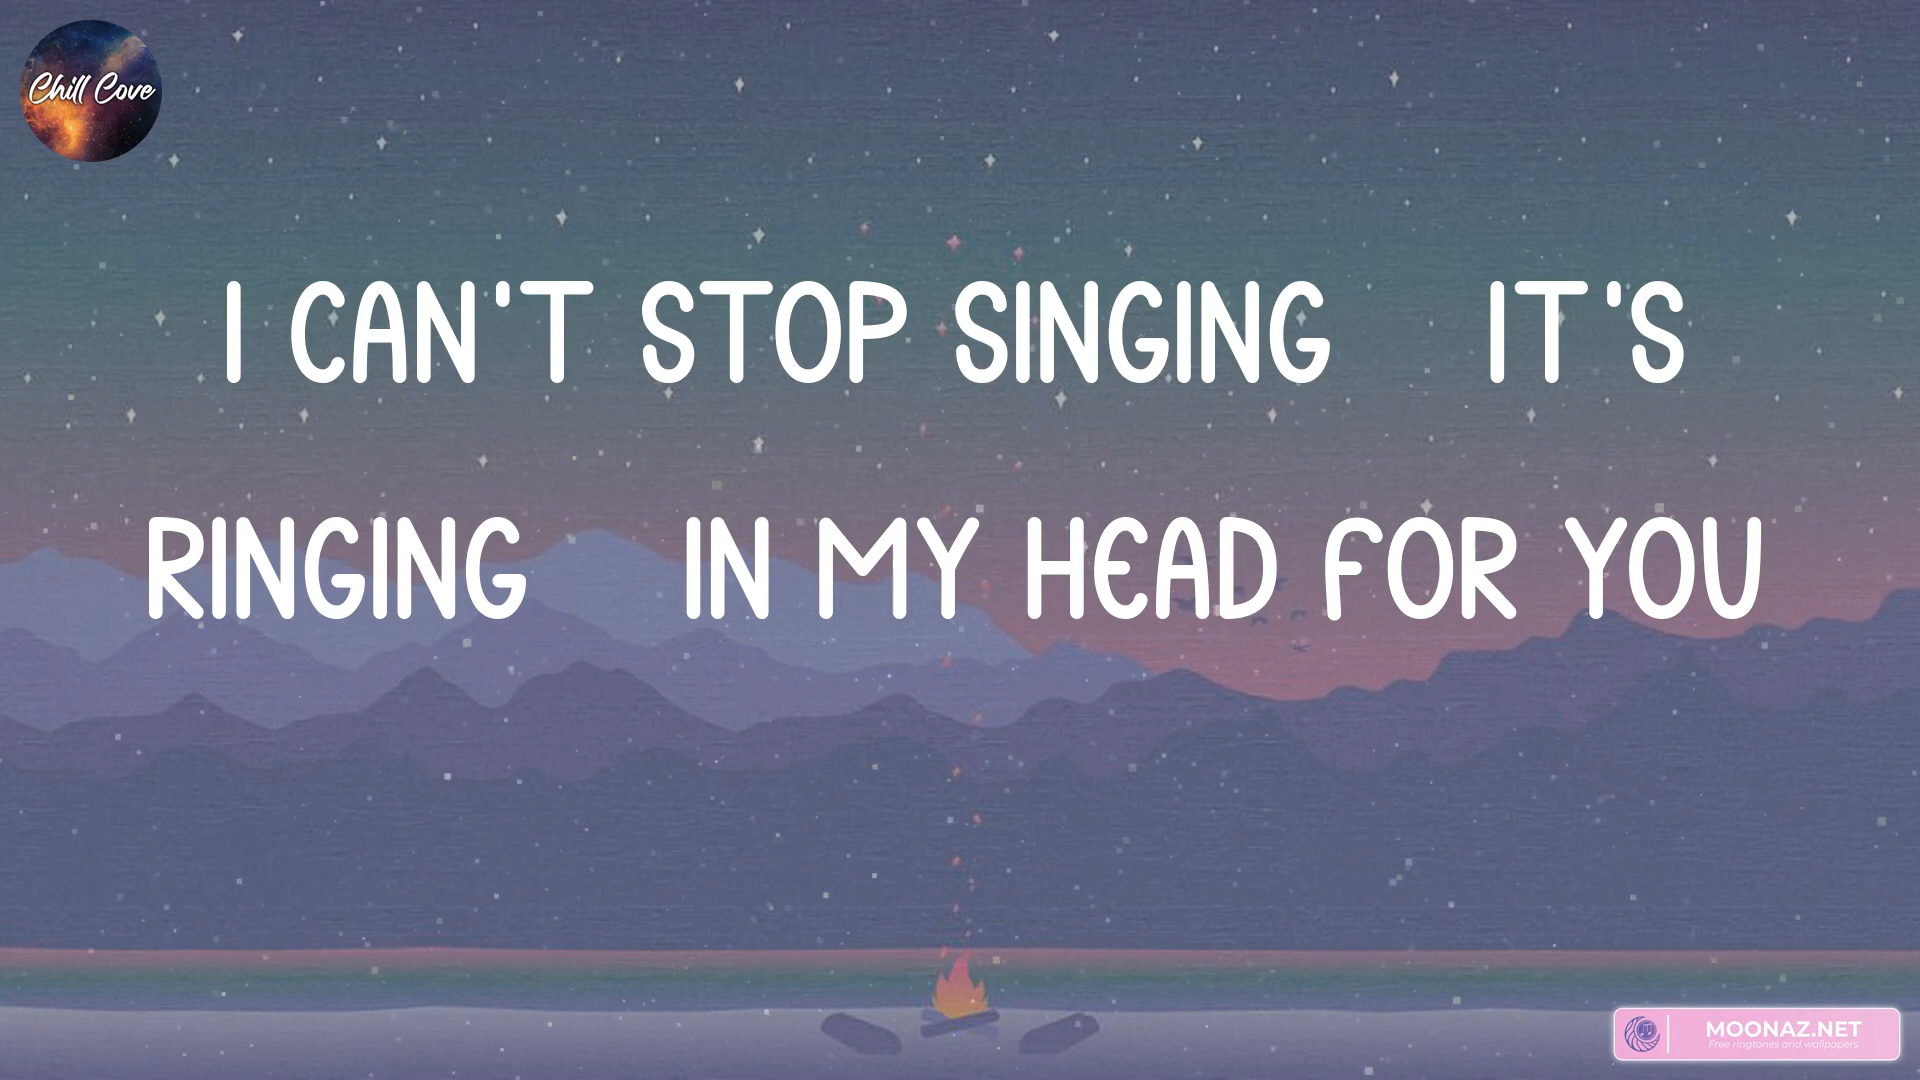 Chill Cove
I CAN'T STOP SINGING IT'S
RINGING IN MY HEAD FOR YOU
MOONAZ.NET
Free ringtones and wallpapers